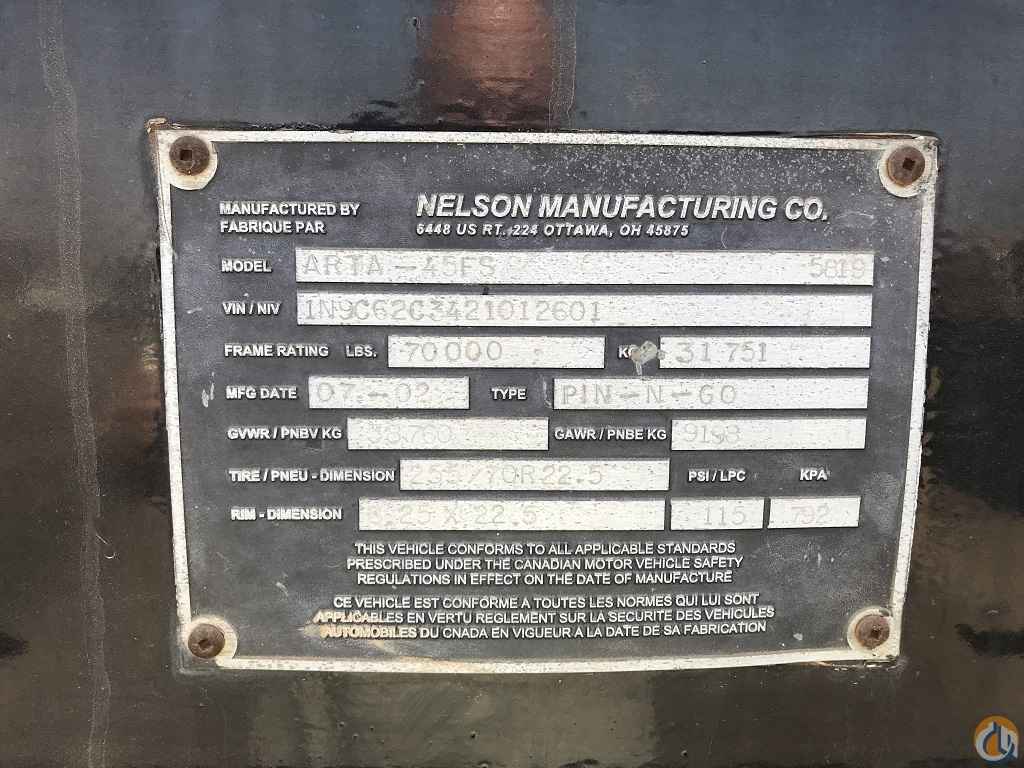 MANUFACTURED BY NELSON MANUFACTURING CO.
FABRIQUE PAR 6448 US RT. 224 OTTAWA, OH 45875
MODEL ARTA-45FS 5819
VIN / NIV 1N9C62C3421012601
FRAME RATING LBS. 70000 31 751
MFG DATE 07-02 TYPE PIN-N-GO
GVWR / PNBV KG GAWR / PNBE KG 9198
TIRE / PNEU - DIMENSION 255/70R22.5 PSI / LPC KPA
RIM - DIMENSION 8.25 X 22.5 115 792
THIS VEHICLE CONFORMS TO ALL APPLICABLE STANDARDS
PRESCRIBED UNDER THE CANADIAN MOTOR VEHICLE SAFETY
REGULATIONS IN EFFECT ON THE DATE OF MANUFACTURE
CE VEHICLE EST CONFORME A TOUTES LES NORMES QUI LUI SONT
APPLICABLES EN VERTU REGLEMENT SUR LA SECURITE DES VEHICULES
AUTOMOBILES DU CNADA EN VIGUEUR A LA DATE DE SA FABRICATION